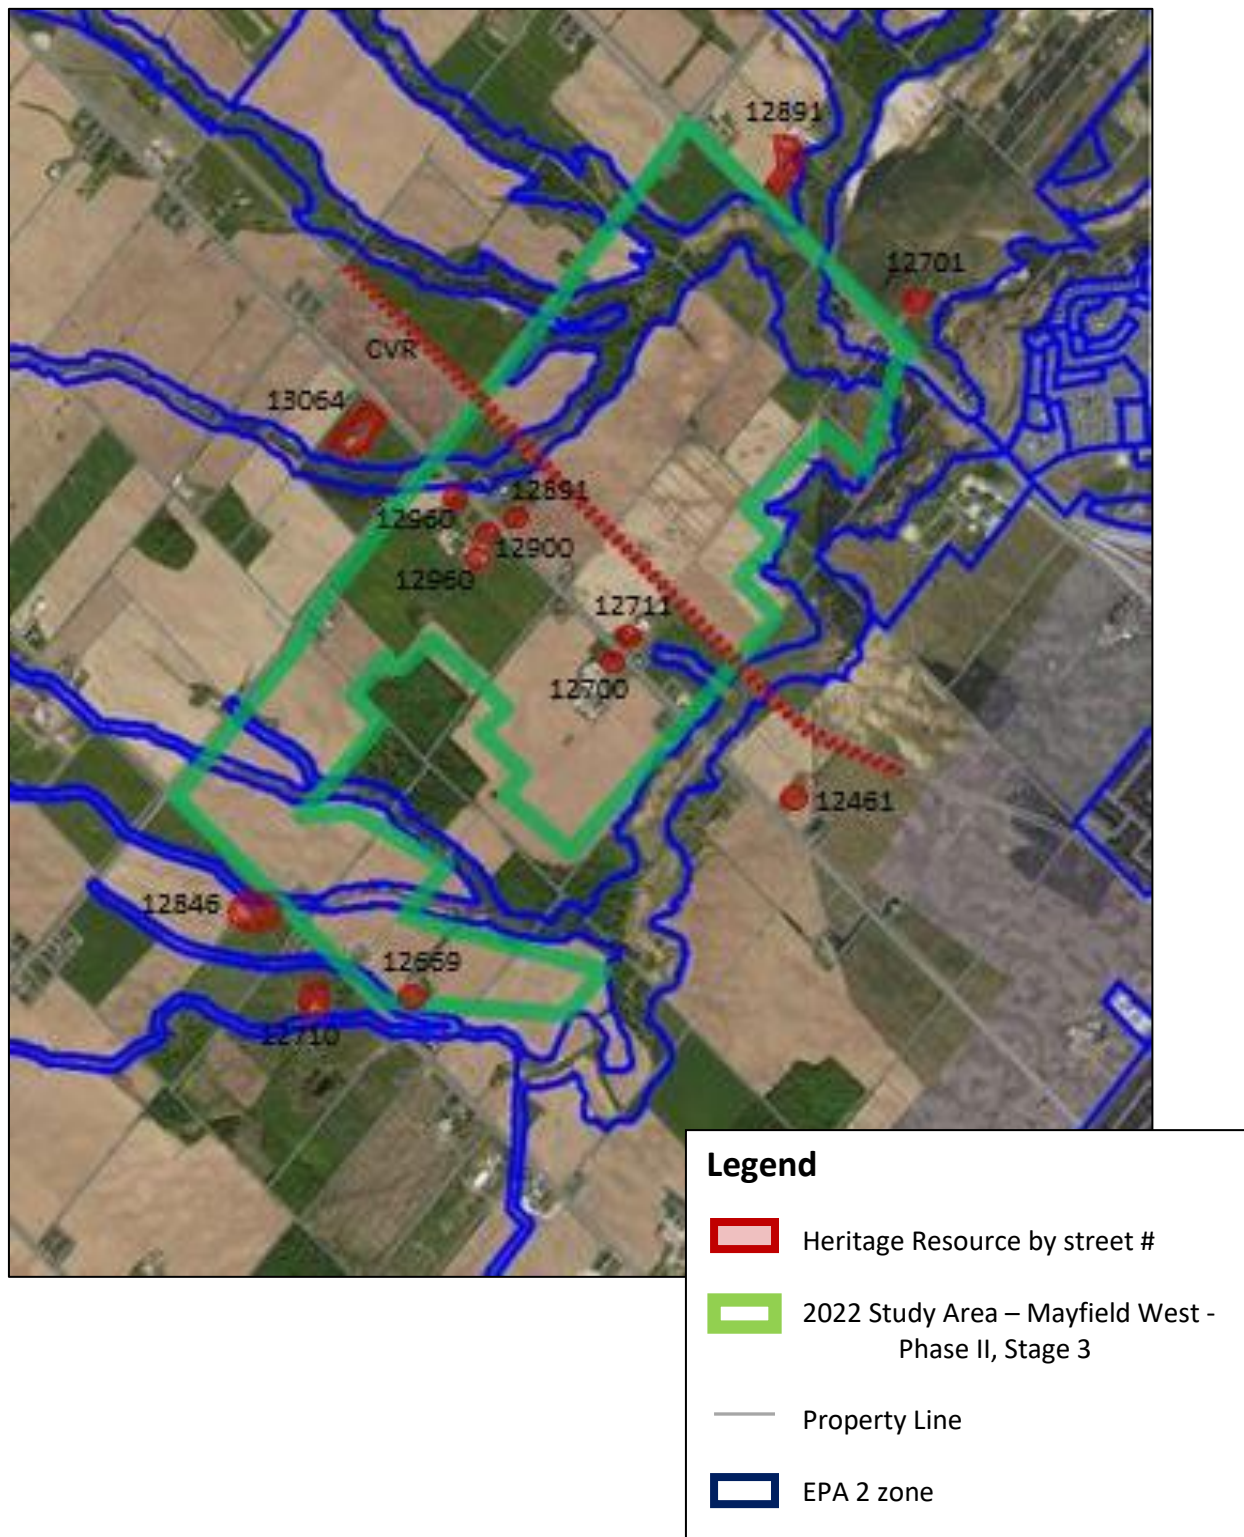 12891
12701
CVR
13064
12891
12960
12900
12960
12711
12700
12461
12846
12669
12710
Legend
Heritage Resource by street #
2022 Study Area – Mayfield West -
Phase II, Stage 3
Property Line
EPA 2 zone